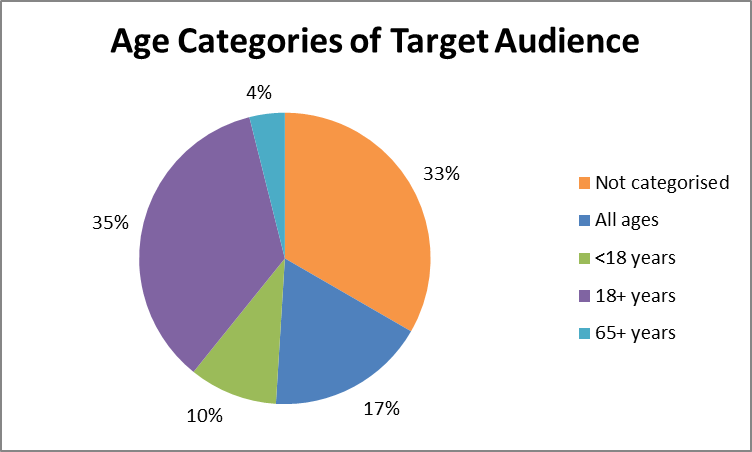 Age Categories of Target Audience
4%
33%
35%
10%
17%
Not categorised
All ages
<18 years
18+ years
65+ years